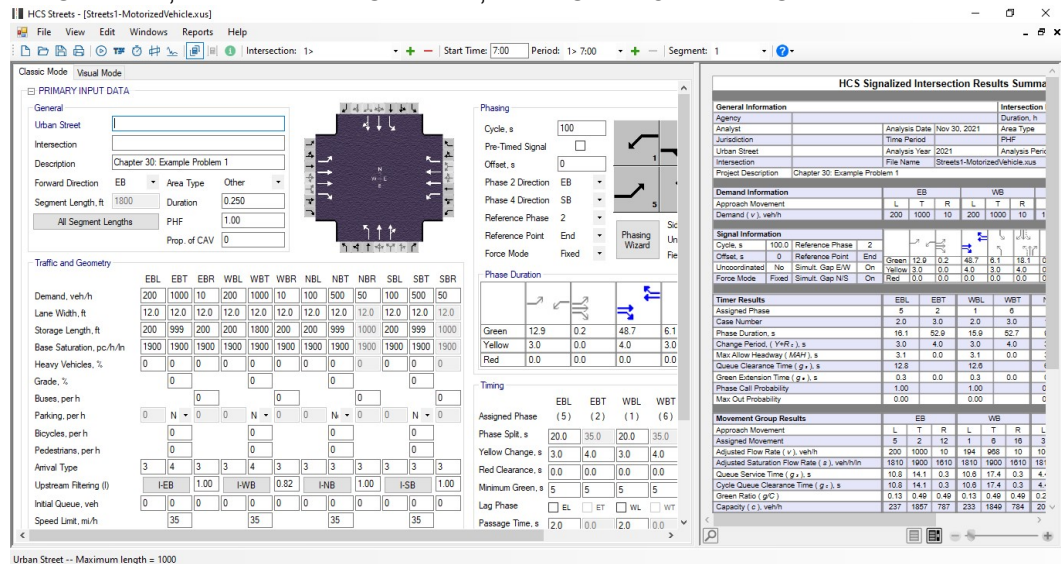 HCS Streets - [Streets1-MotorizedVehicle.xus]
File View Edit Windows Reports Help
Intersection: 1> Start Time: 7:00 Period: 1> 7:00 Segment: 1
Classic Mode Visual Mode
PRIMARY INPUT DATA
General
Urban Street
Intersection
Description Chapter 30: Example Problem 1
Forward Direction EB Area Type Other
Segment Length, ft 1800 Duration 0.250
All Segment Lengths PHF 1.00
Prop. of CAV 0
Traffic and Geometry
EBL EBT EBR WBL WBT WBR NBL NBT NBR SBL SBT SBR
Demand, veh/h 200 1000 10 200 1000 10 100 500 50 100 500 50
Lane Width, ft 12.0 12.0 12.0 12.0 12.0 12.0 12.0 12.0 12.0 12.0 12.0 12.0
Storage Length, ft 200 999 200 200 1800 200 200 999 1000 200 999 1000
Base Saturation, pc/h/ln 1900 1900 1900 1900 1900 1900 1900 1900 1900 1900 1900 1900
Heavy Vehicles, % 0 0 0 0 0 0 0 0 0 0 0 0
Grade, % 0 0 0 0
Buses, per h 0 0 0 0
Parking, per h 0 N 0 0 N 0 0 N 0 0 N 0
Bicycles, per h 0 0 0 0
Pedestrians, per h 0 0 0 0
Arrival Type 3 4 3 3 4 3 3 3 3 3 3 3
Upstream Filtering (I) I-EB 1.00 I-WB 0.82 I-NB 1.00 I-SB 1.00
Initial Queue, veh 0 0 0 0 0 0 0 0 0 0 0 0
Speed Limit, mi/h 35 35 35 35
Phasing
Cycle, s 100
Pre-Timed Signal
Offset, s 0
Phase 2 Direction EB
Phase 4 Direction SB
Reference Phase 2
Reference Point End
Force Mode Fixed
Phasing Wizard
1
5
Phase Duration
Green 12.9 0.2 48.7 6.1
Yellow 3.0 0.0 4.0 3.0
Red 0.0 0.0 0.0 0.0
Timing
EBL EBT WBL WBT
Assigned Phase (5) (2) (1) (6)
Phase Split, s 20.0 35.0 20.0 35.0
Yellow Change, s 3.0 4.0 3.0 4.0
Red Clearance, s 0.0 0.0 0.0 0.0
Minimum Green, s 5 5 5 5
Lag Phase EL ET WL WT
Passage Time, s 2.0 0.0 2.0 0.0
HCS Signalized Intersection Results Summa
General Information Intersection
Agency Duration, h
Analyst Analysis Date Nov 30, 2021 Area Type
Jurisdiction Time Period PHF
Urban Street Analysis Year 2021 Analysis Peri
Intersection File Name Streets1-MotorizedVehicle.xus
Project Description Chapter 30: Example Problem 1
Demand Information EB WB
Approach Movement L T R L T R
Demand (v), veh/h 200 1000 10 200 1000 10 1
Signal Information
Cycle, s 100.0 Reference Phase 2
Offset, s 0 Reference Point End
Uncoordinated No Simult. Gap E/W On
Force Mode Fixed Simult. Gap N/S On
Green 12.9 0.2 48.7 6.1 18.1
Yellow 3.0 0.0 4.0 3.0 4.0
Red 0.0 0.0 0.0 0.0 0.0
Timer Results EBL EBT WBL WBT
Assigned Phase 5 2 1 6
Case Number 2.0 3.0 2.0 3.0
Phase Duration, s 16.1 52.9 15.9 52.7
Change Period, (Y+Rc), s 3.0 4.0 3.0 4.0
Max Allow Headway (MAH), s 3.1 0.0 3.1 0.0
Queue Clearance Time (gs), s 12.8 12.6
Green Extension Time (ge), s 0.3 0.0 0.3 0.0
Phase Call Probability 1.00 1.00
Max Out Probability 0.00 0.00
Movement Group Results EB WB
Approach Movement L T R L T R L
Assigned Movement 5 2 12 1 6 16 3
Adjusted Flow Rate (v), veh/h 200 1000 10 194 968 10 10
Adjusted Saturation Flow Rate (s), veh/h/ln 1810 1900 1610 1810 1900 1610 181
Queue Service Time (gs), s 10.8 14.1 0.3 10.6 17.4 0.3 4.
Cycle Queue Clearance Time (gc), s 10.8 14.1 0.3 10.6 17.4 0.3 4.
Green Ratio (g/C) 0.13 0.49 0.49 0.13 0.49 0.49 0.2
Capacity (c), veh/h 237 1857 787 233 1849 784 20
Urban Street -- Maximum length = 1000